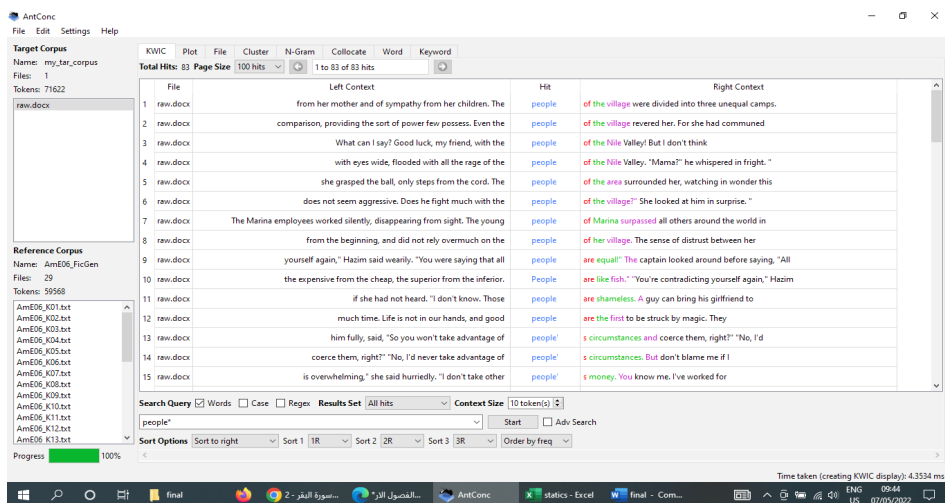 AntConc
File Edit Settings Help
Target Corpus
Name: my_tar_corpus
Files: 1
Tokens: 71622
raw.docx
Reference Corpus
Name: AmE06_FicGen
Files: 29
Tokens: 59568
AmE06_K01.txt
AmE06_K02.txt
AmE06_K03.txt
AmE06_K04.txt
AmE06_K05.txt
AmE06_K06.txt
AmE06_K07.txt
AmE06_K08.txt
AmE06_K09.txt
AmE06_K10.txt
AmE06_K11.txt
AmE06_K12.txt
AmE06_K13.txt
Progress 100%
KWIC Plot File Cluster N-Gram Collocate Word Keyword
Total Hits: 83 Page Size 100 hits 1 to 83 of 83 hits
File Left Context Hit Right Context
1 raw.docx from her mother and of sympathy from her children. The people of the village were divided into three unequal camps.
2 raw.docx comparison, providing the sort of power few possess. Even the people of the village revered her. For she had communed
3 raw.docx What can I say? Good luck, my friend, with the people of the Nile Valley! But I don't think
4 raw.docx with eyes wide, flooded with all the rage of the people of the Nile Valley. "Mama?" he whispered in fright. "
5 raw.docx she grasped the ball, only steps from the cord. The people of the area surrounded her, watching in wonder this
6 raw.docx does not seem aggressive. Does he fight much with the people of the village?" She looked at him in surprise. "
7 raw.docx The Marina employees worked silently, disappearing from sight. The young people of Marina surpassed all others around the world in
8 raw.docx from the beginning, and did not rely overmuch on the people of her village. The sense of distrust between her
9 raw.docx yourself again," Hazim said wearily. "You were saying that all people are equal!" The captain looked around before saying, "All
10 raw.docx the expensive from the cheap, the superior from the inferior. People are like fish." "You're contradicting yourself again," Hazim
11 raw.docx if she had not heard. "I don't know. Those people are shameless. A guy can bring his girlfriend to
12 raw.docx much time. Life is not in our hands, and good people are the first to be struck by magic. They
13 raw.docx him fully, said, "So you won't take advantage of people' s circumstances and coerce them, right?" "No, I'd
14 raw.docx coerce them, right?" "No, I'd never take advantage of people' s circumstances. But don't blame me if I
15 raw.docx is overwhelming," she said hurriedly. "I don't take other people' s money. You know me. I've worked for
Search Query Words Case Regex Results Set All hits Context Size 10 token(s)
people* Start Adv Search
Sort Options Sort to right Sort 1 1R Sort 2 2R Sort 3 3R Order by freq
Time taken (creating KWIC display): 4.3534 ms
final سورة البقر - 2... الفصول الار"... AntConc statics - Excel final - Com... ENG US 09:44 07/05/2022